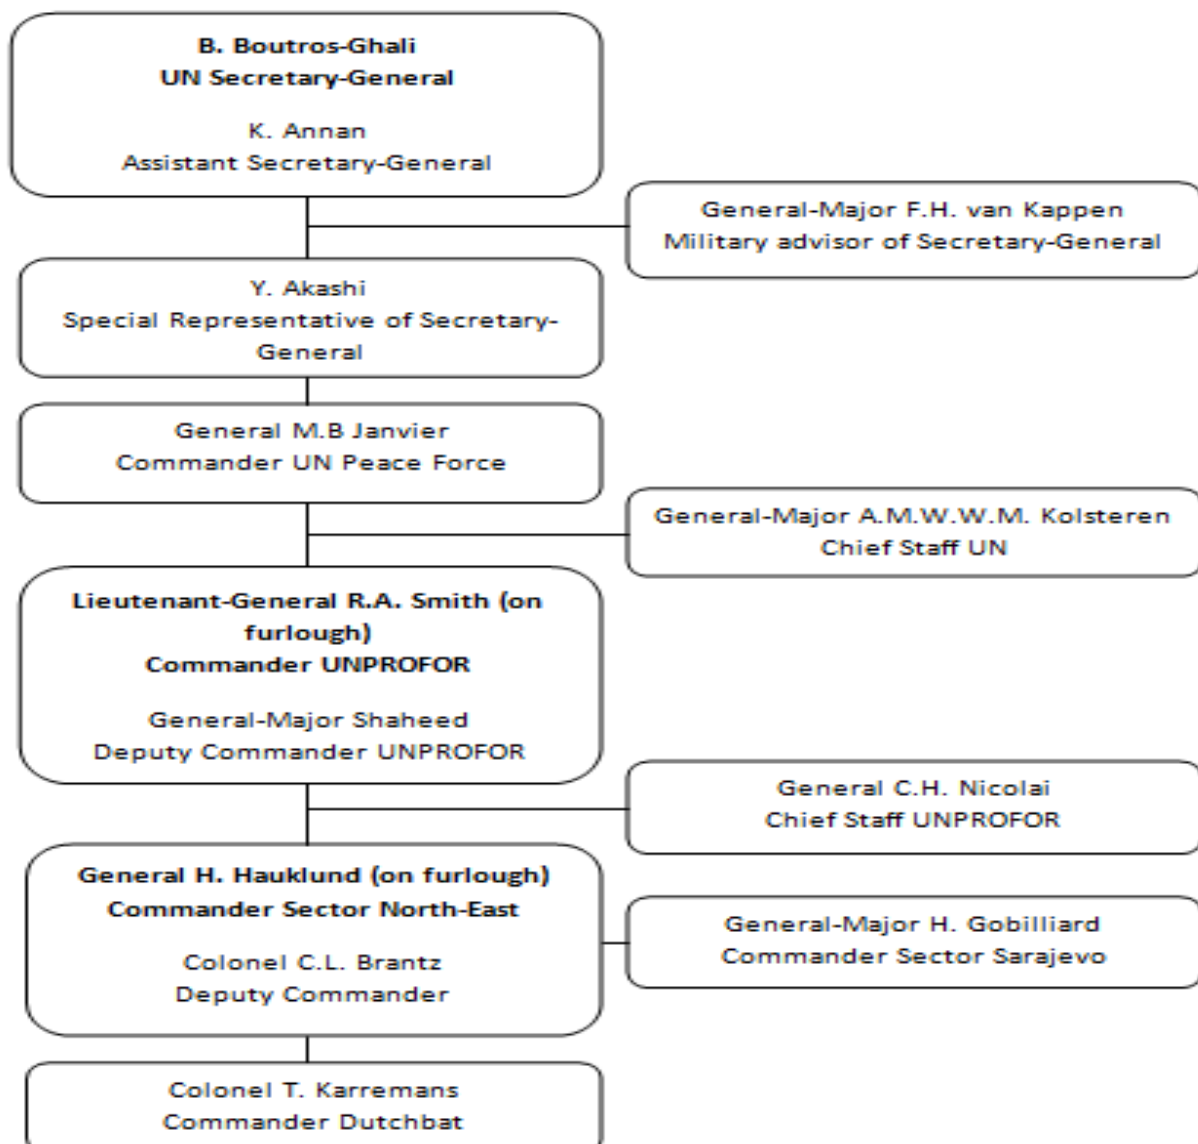 B. Boutros-Ghali
UN Secretary-General
K. Annan
Assistant Secretary-General
General-Major F.H. van Kappen
Military advisor of Secretary-General
Y. Akashi
Special Representative of Secretary-
General
General M.B Janvier
Commander UN Peace Force
General-Major A.M.W.W.M. Kolsteren
Chief Staff UN
Lieutenant-General R.A. Smith (on
furlough)
Commander UNPROFOR
General-Major Shaheed
Deputy Commander UNPROFOR
General C.H. Nicolai
Chief Staff UNPROFOR
General H. Hauklund (on furlough)
Commander Sector North-East
Colonel C.L. Brantz
Deputy Commander
General-Major H. Gobilliard
Commander Sector Sarajevo
Colonel T. Karremans
Commander Dutchbat